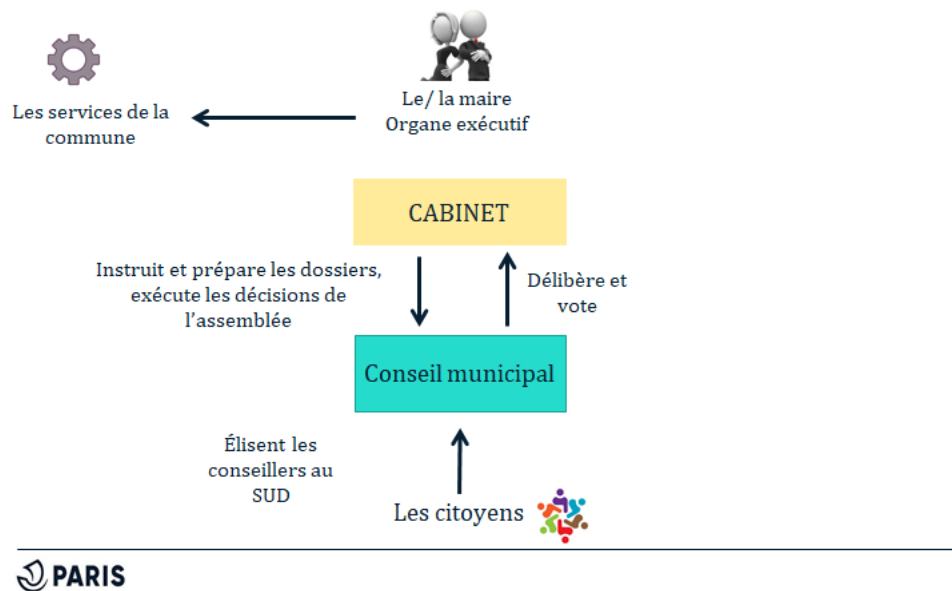 Le/ la maire
Organe exécutif
Les services de la
commune
CABINET
Instruit et prépare les dossiers,
exécute les décisions de
l’assemblée
Délibère et
vote
Conseil municipal
Élisent les
conseillers au
SUD
Les citoyens
PARIS